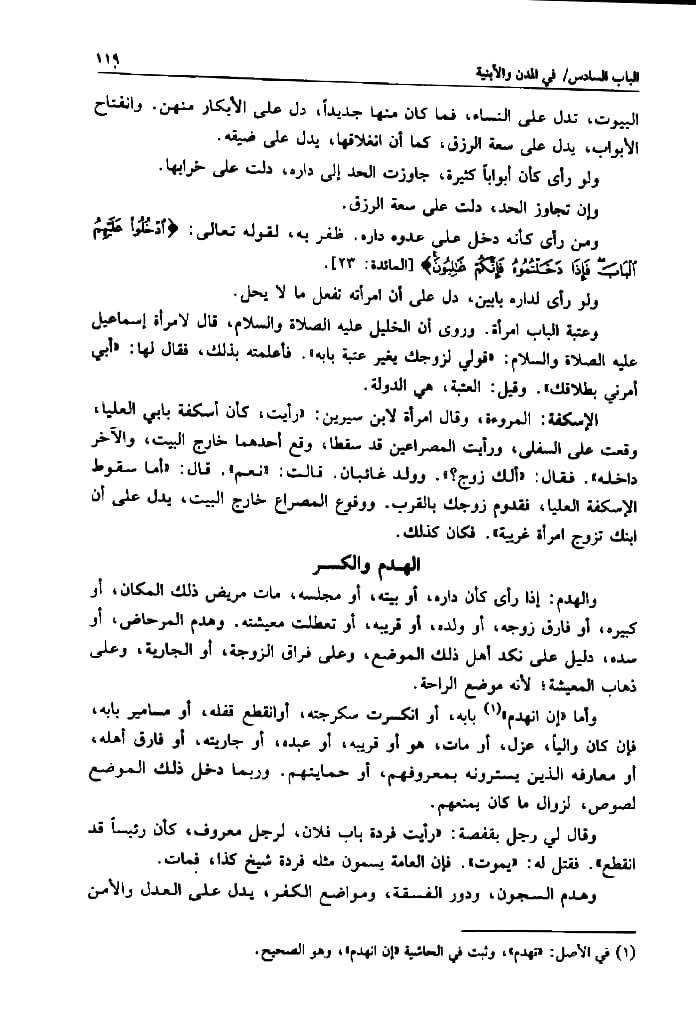 الباب السادس/ في المدن والأبنية
١١٩
البيوت، تدل على النساء، فما كان منها جديداً، دل على الأبكار منهن. وانفتاح
الأبواب، يدل على سعة الرزق، كما أن انغلاقها، يدل على ضيقه.
ولو رأى كأن أبواباً كثيرة، جاوزت الحد إلى داره، دلت على خرابها.
وإن تجاوز الحد، دلت على سعة الرزق.
ومن رأى كأنه دخل على عدوه داره. ظفر به، لقوله تعالى: ﴿ٱدْخُلُوا۟ عَلَيْهِمُ
ٱلْبَابَ فَإِذَا دَخَلْتُمُوهُ فَإِنَّكُمْ غَٰلِبُونَ﴾ [المائدة: ٢٣].
ولو رأى لداره بابين، دل على أن امرأته تفعل ما لا يحل.
وعتبة الباب امرأة. وروى أن الخليل عليه الصلاة والسلام، قال لامرأة إسماعيل
عليه الصلاة والسلام: «قولي لزوجك يغير عتبة بابه». فأعلمته بذلك، فقال لها: «أبي
أمرني بطلاقك». وقيل: العتبة، هي الدولة.
الإسكفة: المروءة، وقال امرأة لابن سيرين: «رأيت، كأن أسكفة بابي العليا،
وقعت على السفلى، ورأيت المصراعين قد سقطا، وقع أحدهما خارج البيت، والآخر
داخله». فقال: «ألك زوج؟». وولد غائبان. قالت: «نعم». قال: «أما سقوط
الإسكفة العليا، فقدوم زوجك بالقرب. ووقوع المصراع خارج البيت، يدل على أن
ابنك تزوج امرأة غريبة». فكان كذلك.
الهدم والكسر
والهدم: إذا رأى كأن داره، أو بيته، أو مجلسه، مات مريض ذلك المكان، أو
كبيره، أو فارق زوجه، أو ولده، أو قريبه، أو تعطلت معيشته. وهدم المرحاض، أو
سده، دليل على نكد أهل ذلك الموضع، وعلى فراق الزوجة، أو الجارية، وعلى
ذهاب المعيشة؛ لأنه موضع الراحة.
وأما «إن انهدم»(١) بابه، أو انكسرت سكرجته، أوانقطع قفله، أو مسامير بابه،
فإن كان والياً، عزل، أو مات، هو أو قريبه، أو عبده، أو جاريته، أو فارق أهله،
أو معارفه الذين يسترونه بمعروفهم، أو حمايتهم. وربما دخل ذلك الموضع
لصوص، لزوال ما كان يمنعهم.
وقال لي رجل بقفصة: «رأيت فردة باب فلان، لرجل معروف، كأن رئيساً قد
انقطع». فقتل له: «يموت». فإن العامة يسمون مثله فردة شيخ كذا، فمات.
وهدم السجون، ودور الفسقة، ومواضع الكفر، يدل على العدل والأمن
(١) في الأصل: «تهدم»، وثبت في الحاشية «إن انهدم»، وهو الصحيح.